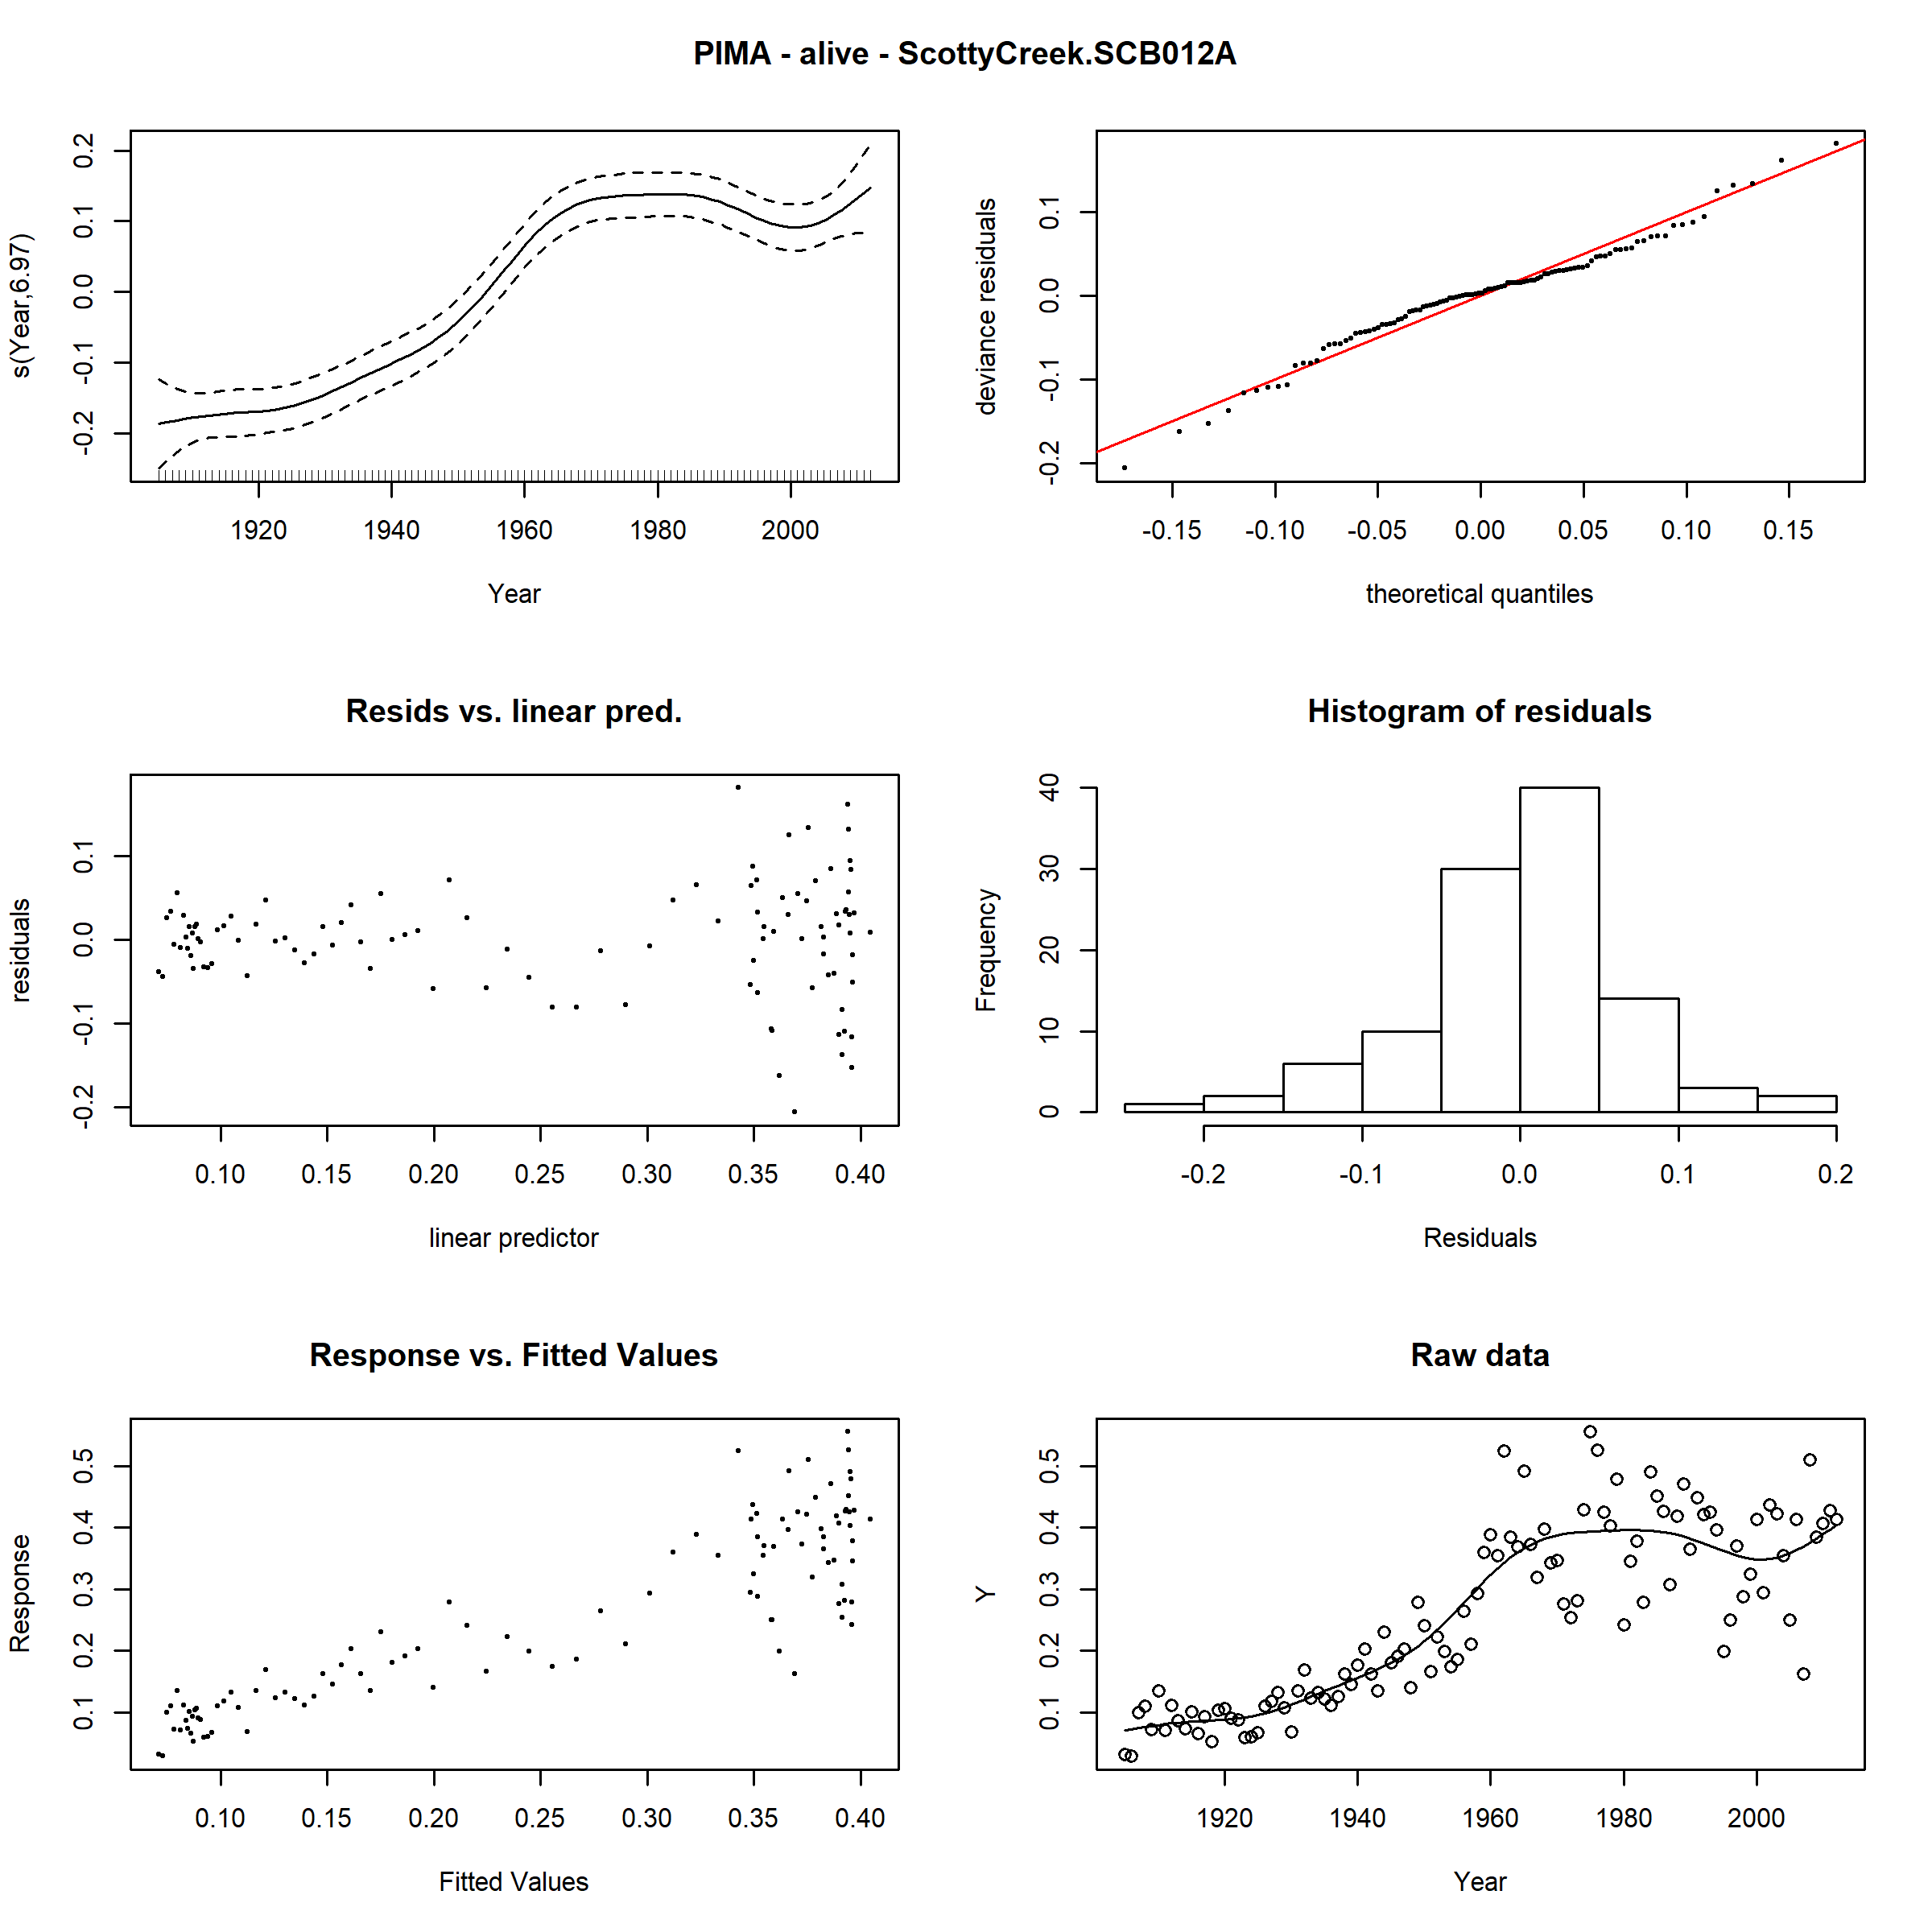 PIMA - alive - ScottyCreek.SCB012A
s(Year,6.97)
-0.2 -0.1 0.0 0.1 0.2
1920 1940 1960 1980 2000
Year
deviance residuals
-0.2 -0.1 0.0 0.1
-0.15 -0.10 -0.05 0.00 0.05 0.10 0.15
theoretical quantiles
Resids vs. linear pred.
residuals
-0.2 -0.1 0.0 0.1
0.10 0.15 0.20 0.25 0.30 0.35 0.40
linear predictor
Histogram of residuals
Frequency
0 10 20 30 40
-0.2 -0.1 0.0 0.1 0.2
Residuals
Response vs. Fitted Values
Response
0.1 0.2 0.3 0.4 0.5
0.10 0.15 0.20 0.25 0.30 0.35 0.40
Fitted Values
Raw data
Y
0.1 0.2 0.3 0.4 0.5
1920 1940 1960 1980 2000
Year